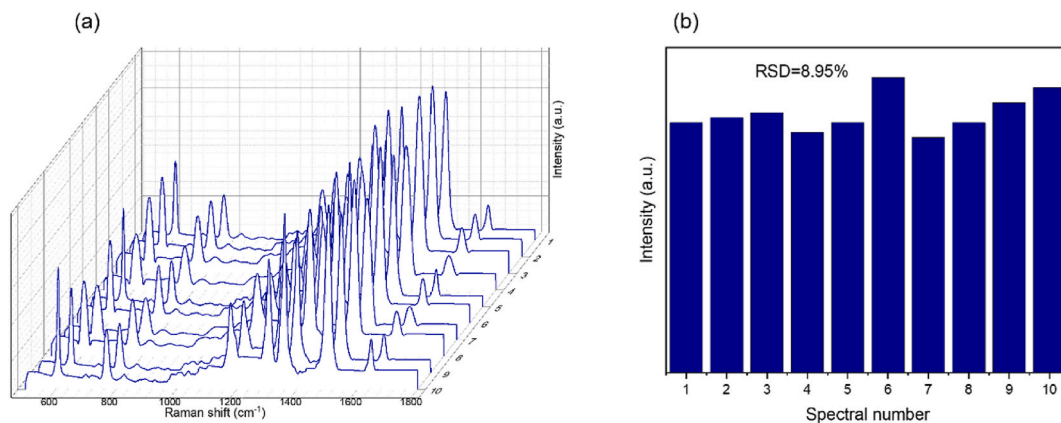 (a)
(b)
Intensity (a.u.)
1
2
3
4
5
6
7
8
9
10
600 800 1000 1200 1400 1600 1800
Raman shift (cm⁻¹)
RSD=8.95%
Intensity (a.u.)
1 2 3 4 5 6 7 8 9 10
Spectral number